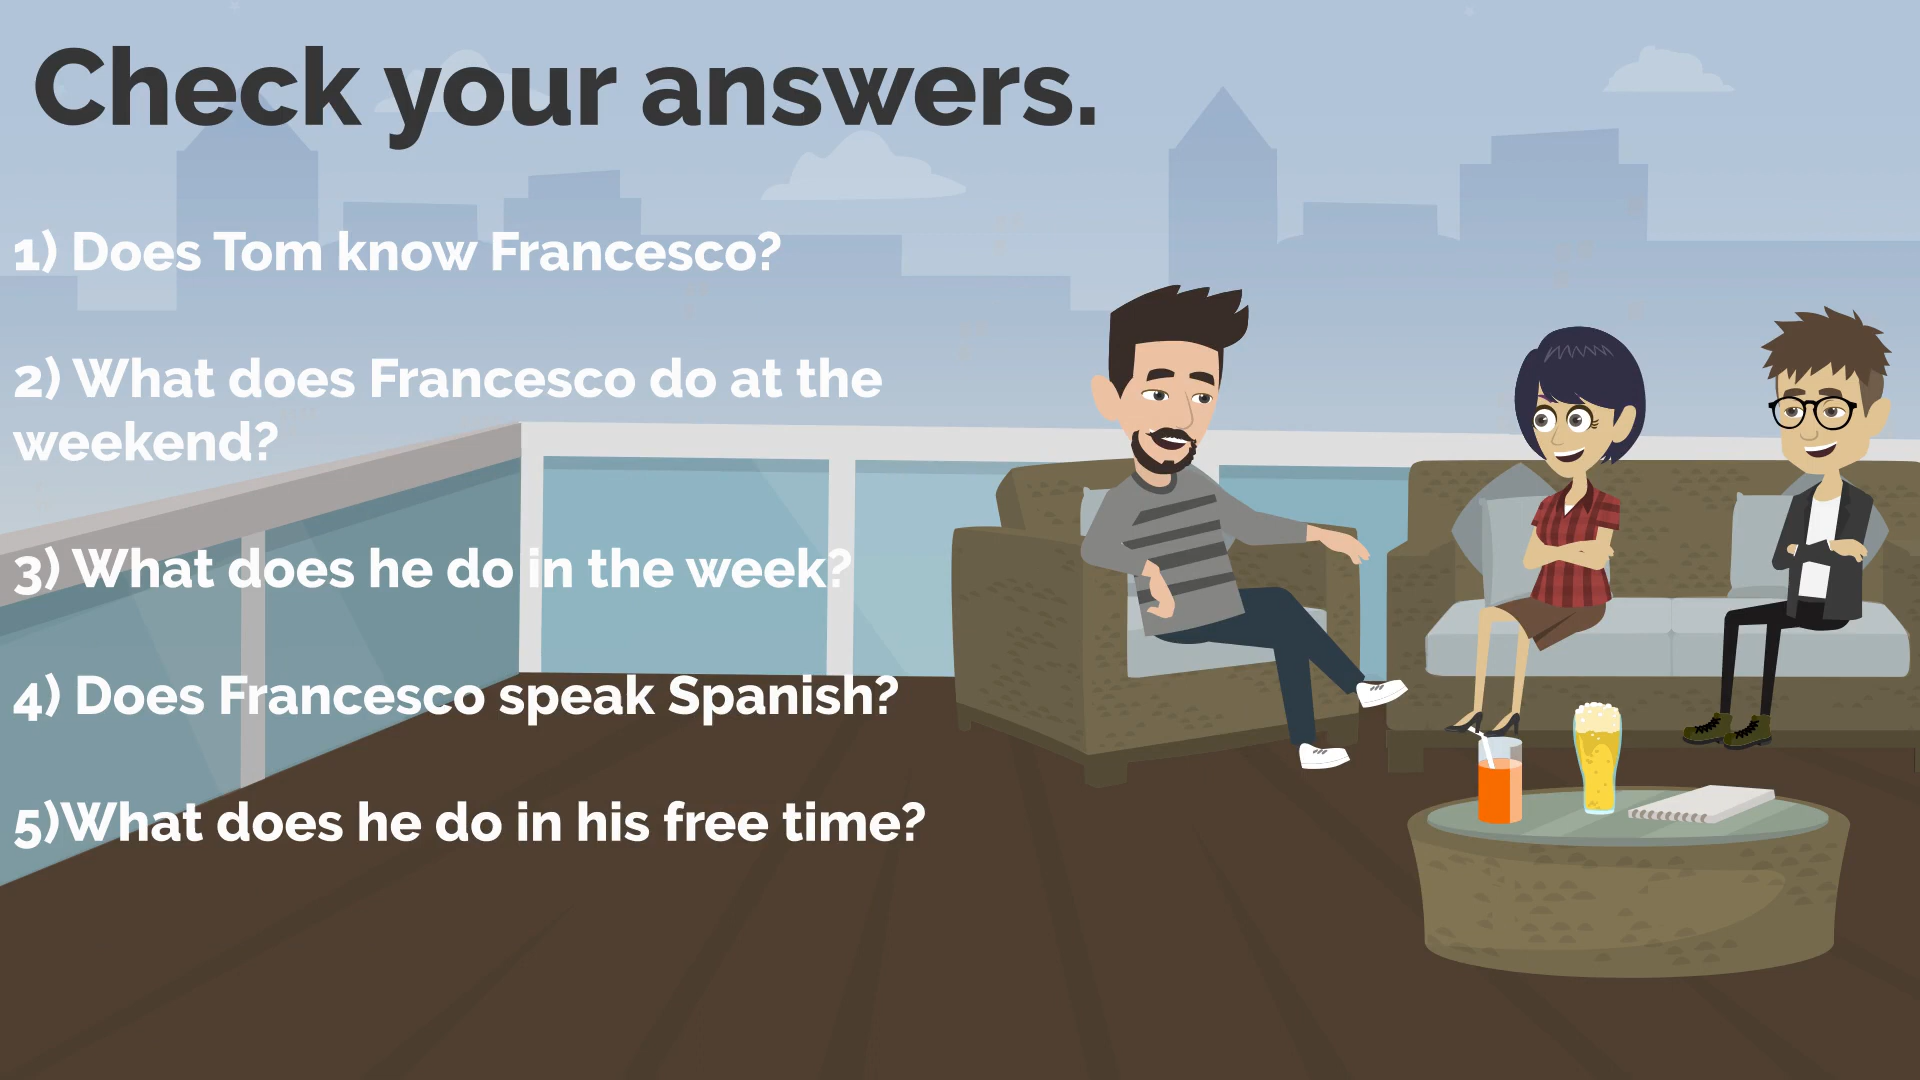 Check your answers.
1) Does Tom know Francesco?
2) What does Francesco do at the
weekend?
3) What does he do in the week?
4) Does Francesco speak Spanish?
5)What does he do in his free time?